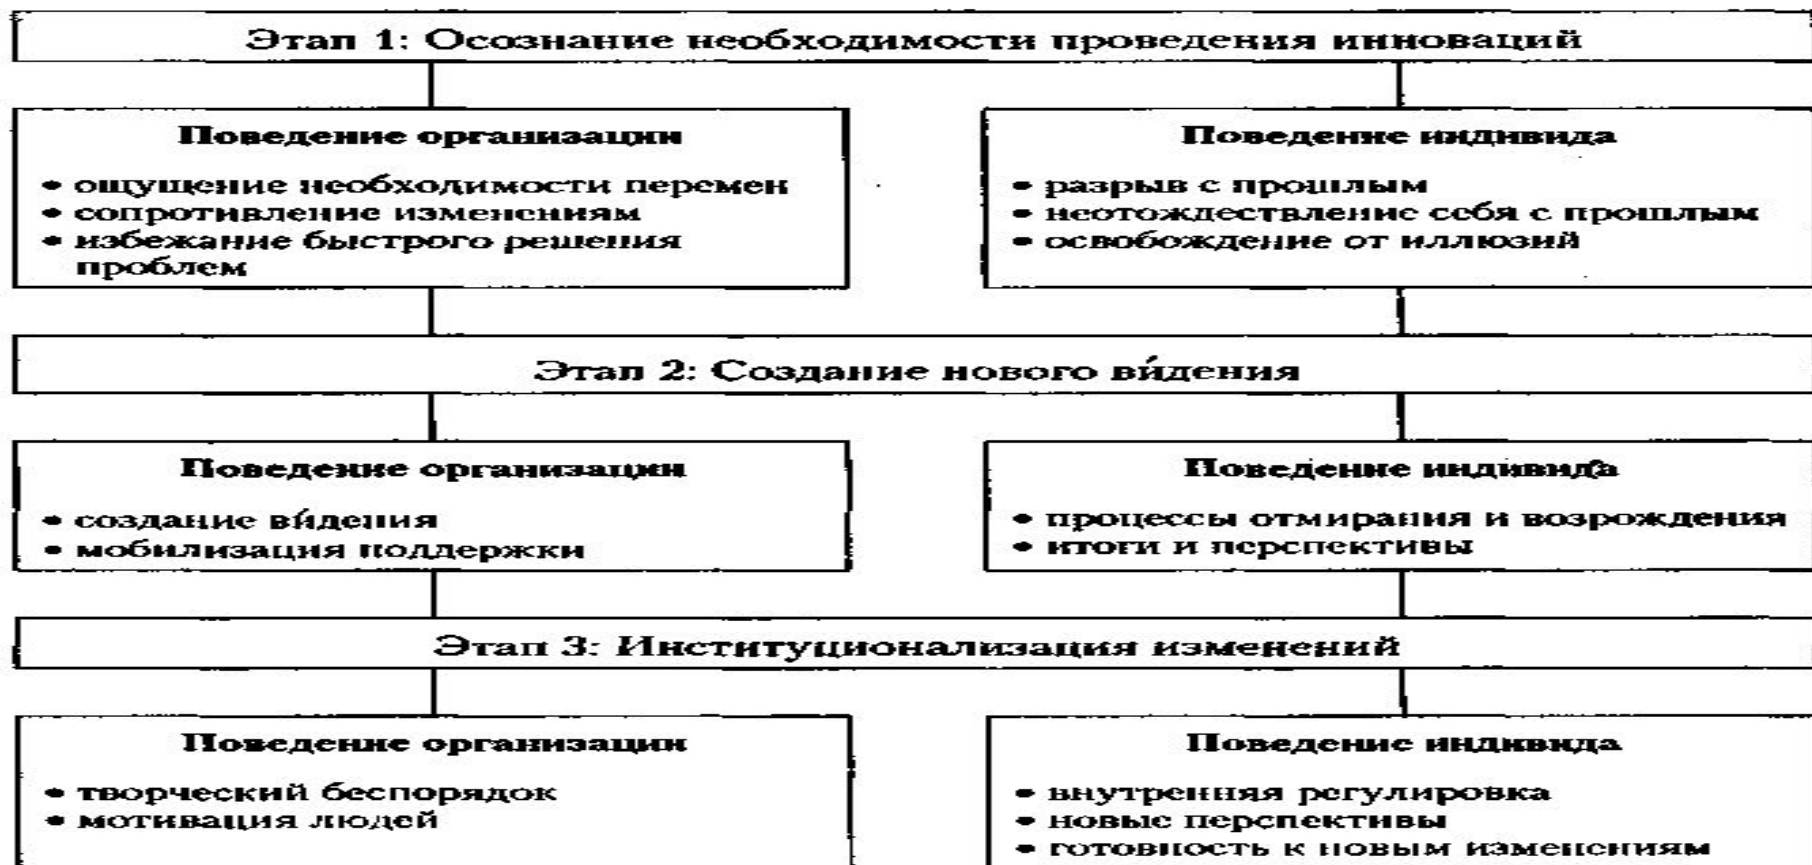 Этап 1: Осознание необходимости проведения инноваций
Поведение организации
• ощущение необходимости перемен
• сопротивление изменениям
• избежание быстрого решения
проблем
Поведение индивида
• разрыв с прошлым
• неотождествление себя с прошлым
• освобождение от иллюзий
Этап 2: Создание нового ви́дения
Поведение организации
• создание ви́дения
• мобилизация поддержки
Поведение индивида
• процессы отмирания и возрождения
• итоги и перспективы
Этап 3: Институционализация изменений
Поведение организации
• творческий беспорядок
• мотивация людей
Поведение индивида
• внутренняя регулировка
• новые перспективы
• готовность к новым изменениям